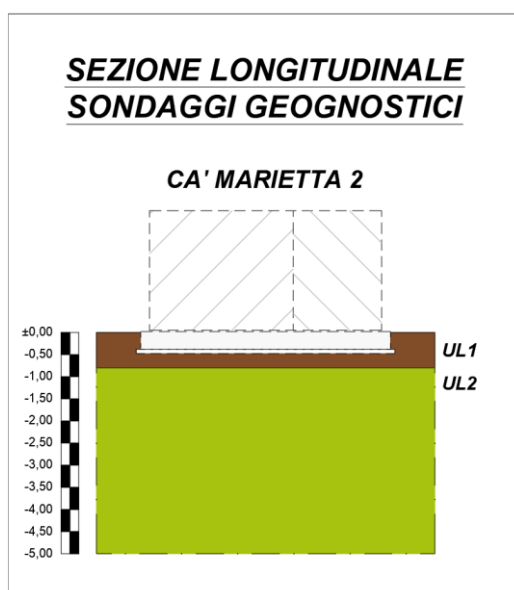 SEZIONE LONGITUDINALE
SONDAGGI GEOGNOSTICI
CA' MARIETTA 2
±0,00
-0,50
-1,00
-1,50
-2,00
-2,50
-3,00
-3,50
-4,00
-4,50
-5,00
UL1
UL2